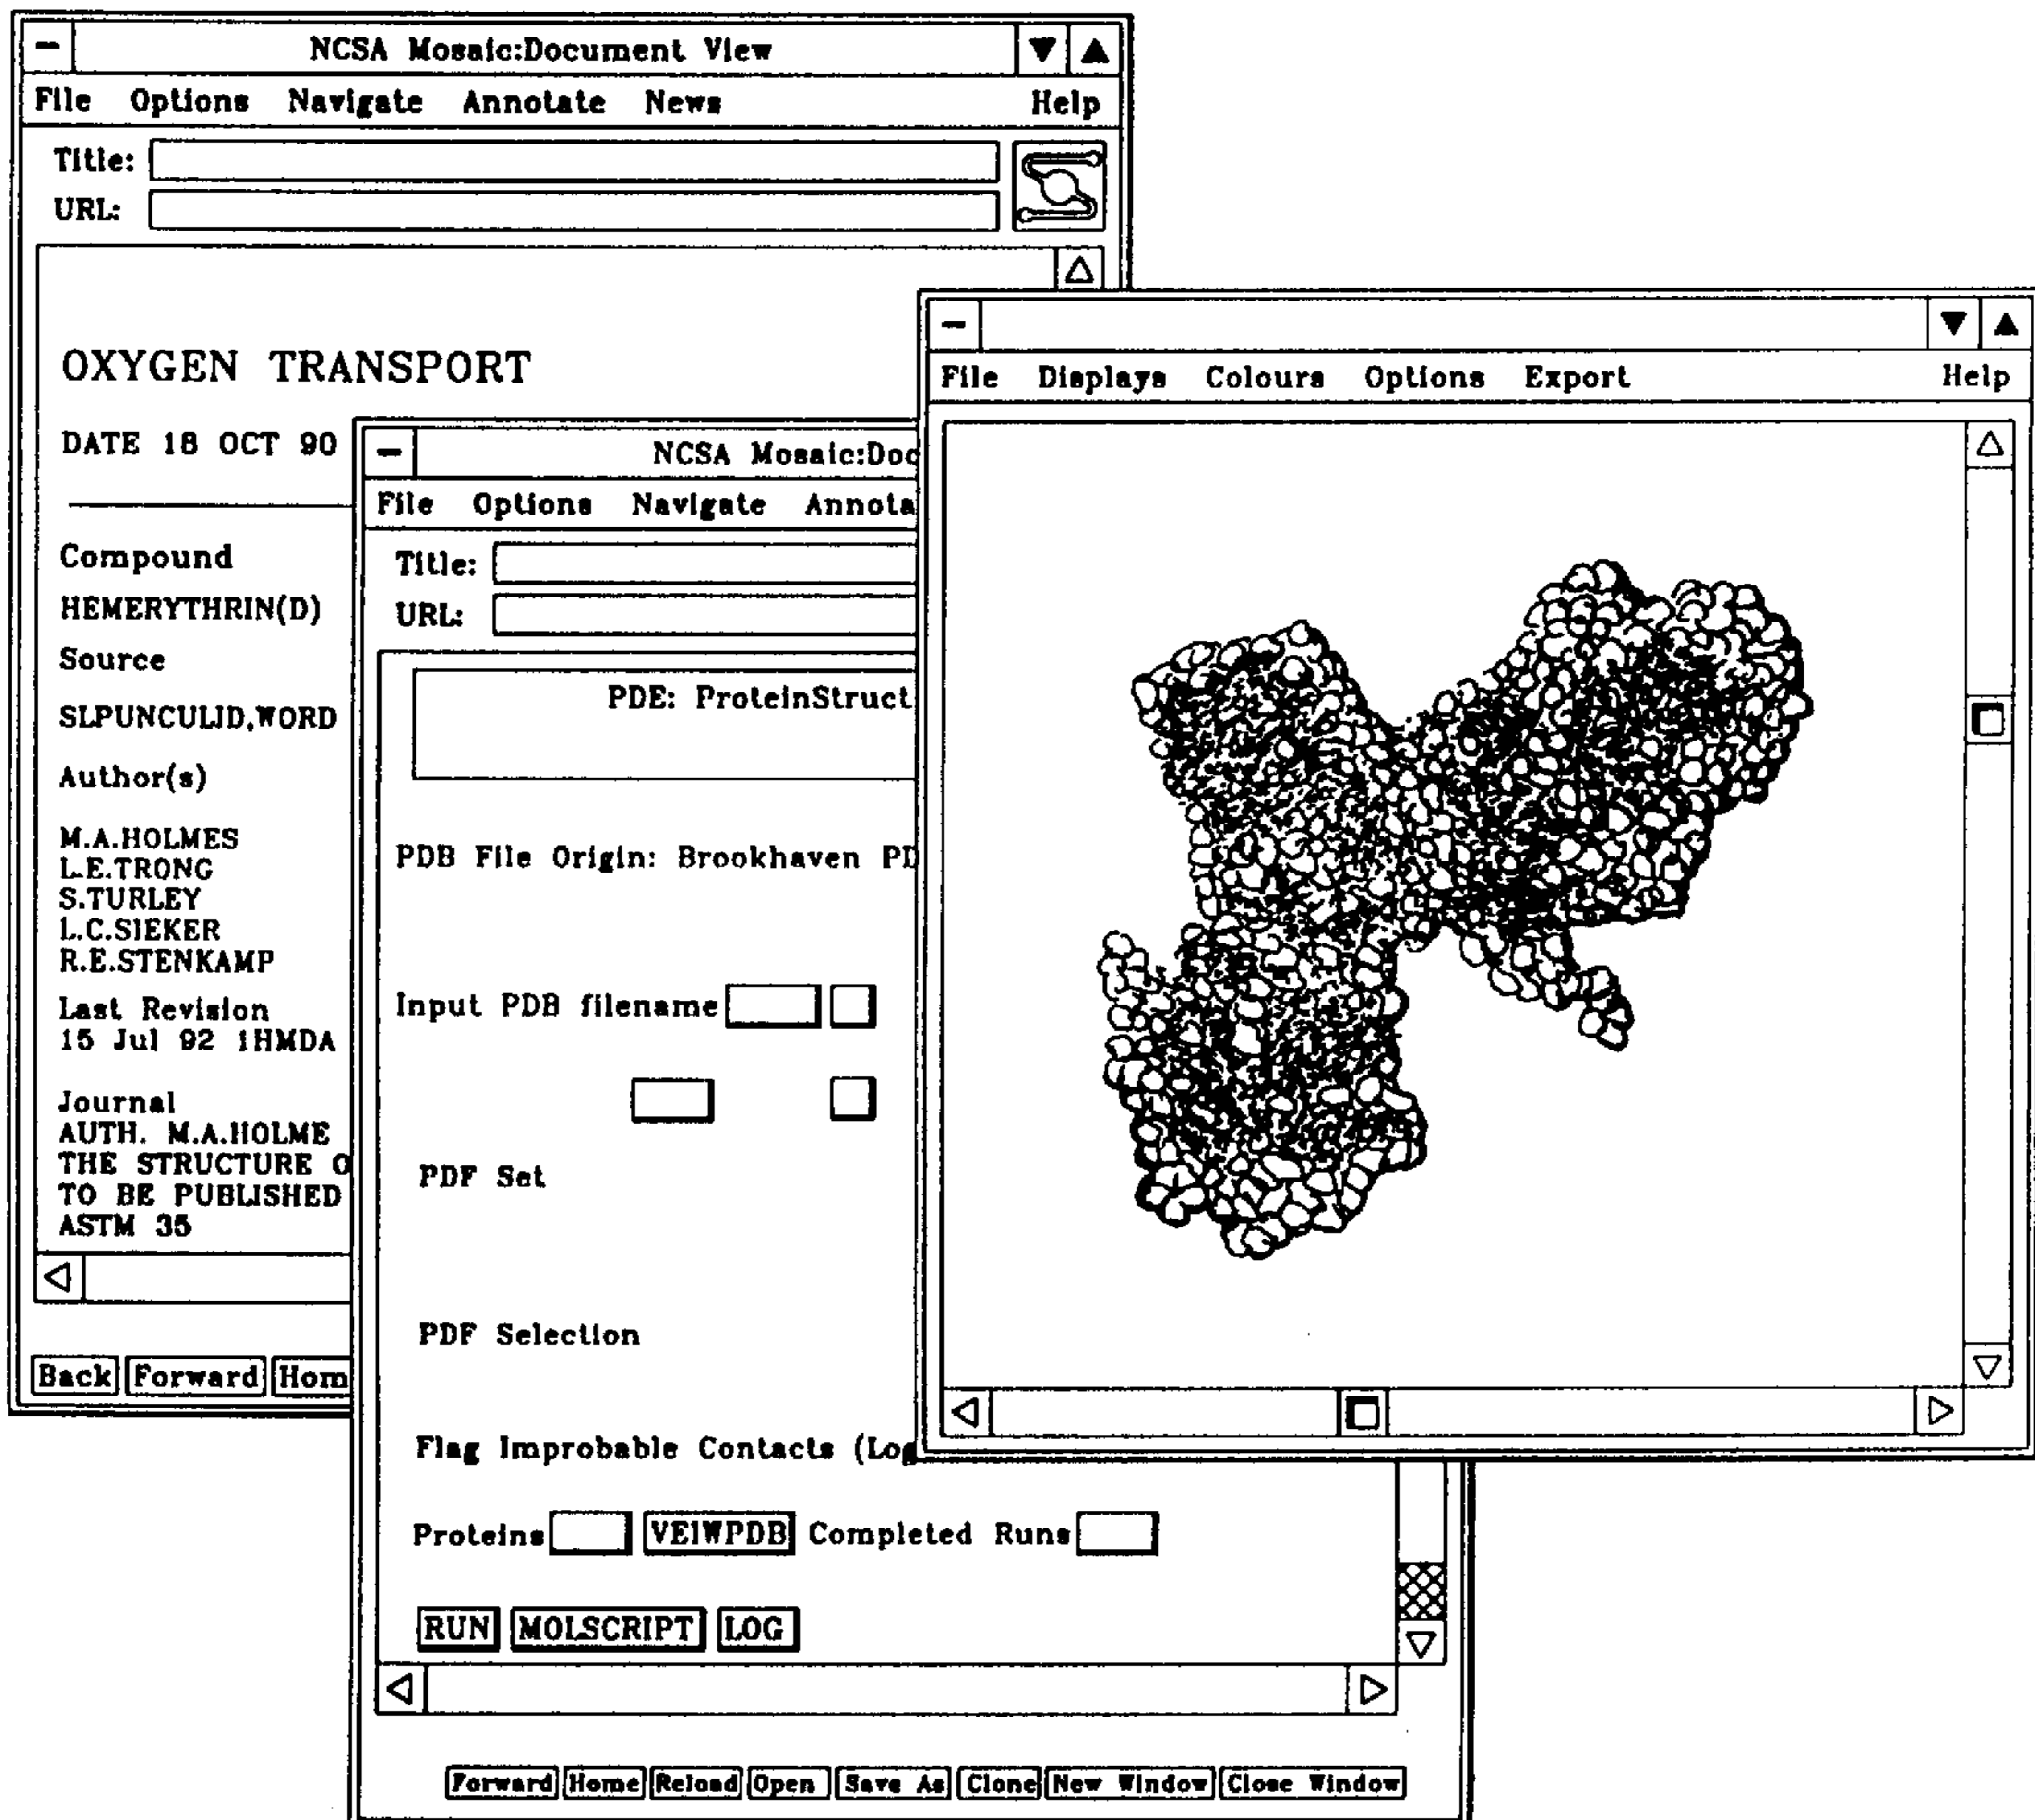 NCSA Mosaic:Document View
File Options Navigate Annotate News Help
Title:
URL:
OXYGEN TRANSPORT
DATE 18 OCT 90
Compound
HEMERYTHRIN(D)
Source
SLPUNCULID,WORD
Author(s)
M.A.HOLMES
L.E.TRONG
S.TURLEY
L.C.SIEKER
R.E.STENKAMP
Last Revision
15 Jul 92 1HMDA
Journal
AUTH. M.A.HOLME
THE STRUCTURE O
TO BE PUBLISHED
ASTM 35
Back Forward Hom
NCSA Mosaic:Doc
File Options Navigate Annota
Title:
URL:
PDE: ProteinStruct
PDB File Origin: Brookhaven PD
Input PDB filename
PDF Set
PDF Selection
Flag Improbable Contacts (Log
Proteins VEIWPDB Completed Runs
RUN MOLSCRIPT LOG
Forward Home Reload Open Save As Clone New Window Close Window
File Displays Colours Options Export Help